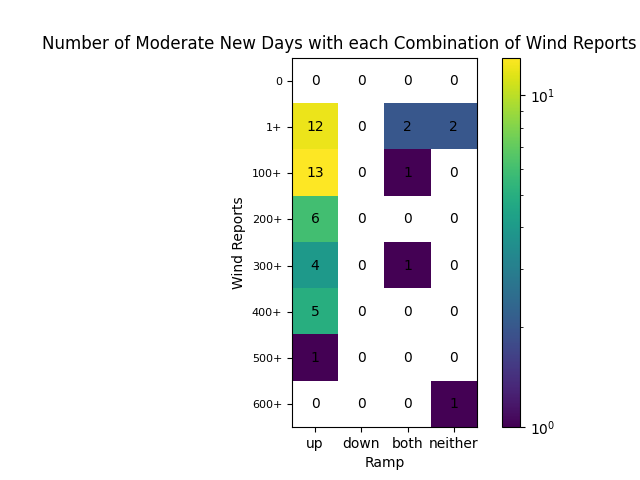 Number of Moderate New Days with each Combination of Wind Reports
0 0 0 0 0
1+ 12 0 2 2
100+ 13 0 1 0
200+ 6 0 0 0
300+ 4 0 1 0
400+ 5 0 0 0
500+ 1 0 0 0
600+ 0 0 0 1
up down both neither
Ramp
Wind Reports
10¹
10⁰